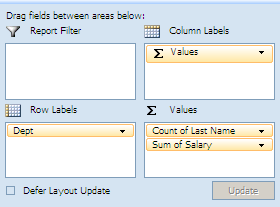 Drag fields between areas below:
Report Filter
Column Labels
Σ Values
Row Labels
Σ Values
Dept
Count of Last Name
Sum of Salary
Defer Layout Update
Update